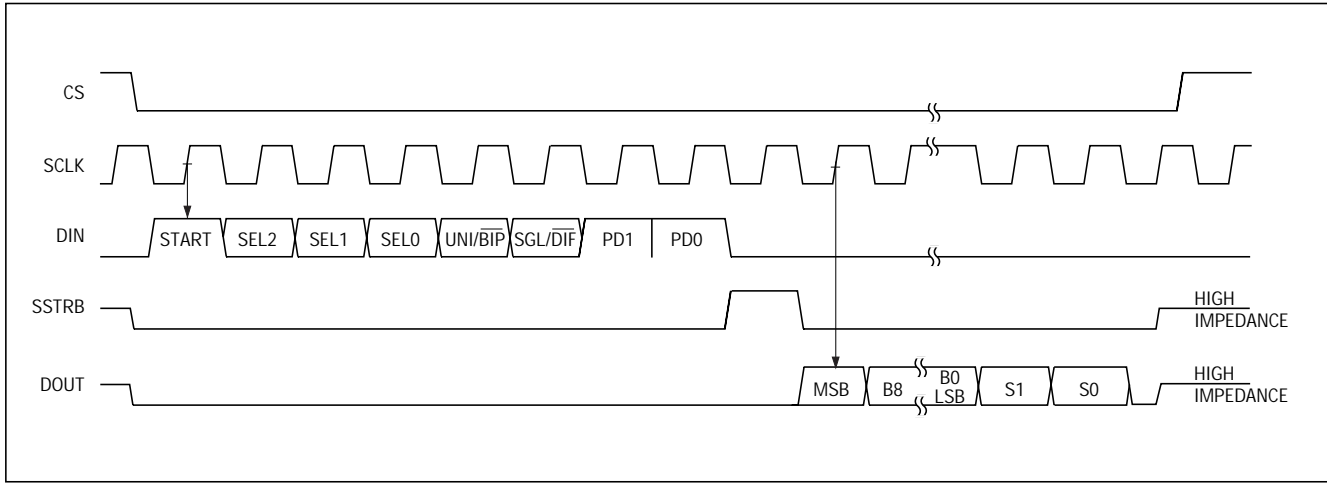 CS
SCLK
DIN
START SEL2 SEL1 SEL0 UNI/BIP SGL/DIF PD1 PD0
SSTRB
HIGH
IMPEDANCE
DOUT
MSB B8 B0
LSB S1 S0
HIGH
IMPEDANCE